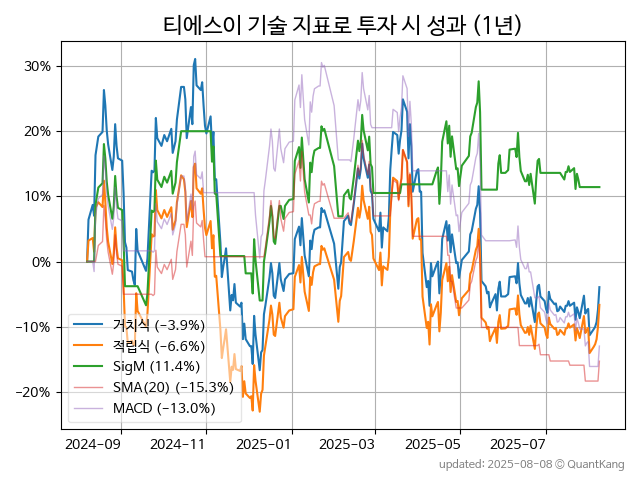 티에스이 기술 지표로 투자 시 성과 (1년)
30%
20%
10%
0%
−10%
−20%
거치식 (−3.9%)
적립식 (−6.6%)
SigM (11.4%)
SMA(20) (−15.3%)
MACD (−13.0%)
2024-09 2024-11 2025-01 2025-03 2025-05 2025-07
updated: 2025-08-08 © QuantKang